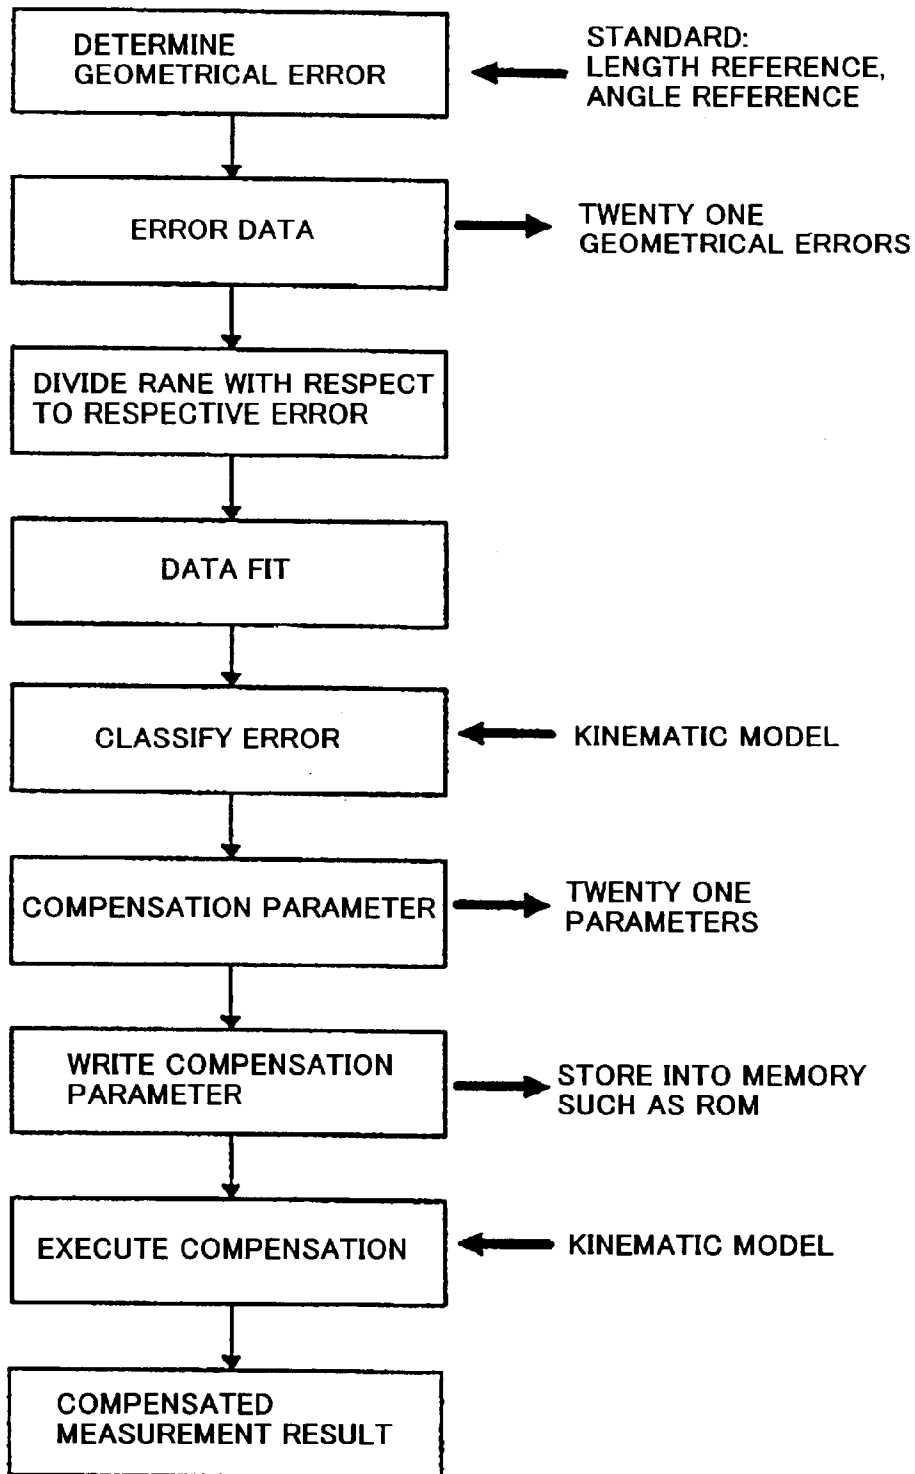 DETERMINE
GEOMETRICAL ERROR
STANDARD:
LENGTH REFERENCE,
ANGLE REFERENCE
ERROR DATA
TWENTY ONE
GEOMETRICAL ERRORS
DIVIDE RANE WITH RESPECT
TO RESPECTIVE ERROR
DATA FIT
CLASSIFY ERROR
KINEMATIC MODEL
COMPENSATION PARAMETER
TWENTY ONE
PARAMETERS
WRITE COMPENSATION
PARAMETER
STORE INTO MEMORY
SUCH AS ROM
EXECUTE COMPENSATION
KINEMATIC MODEL
COMPENSATED
MEASUREMENT RESULT